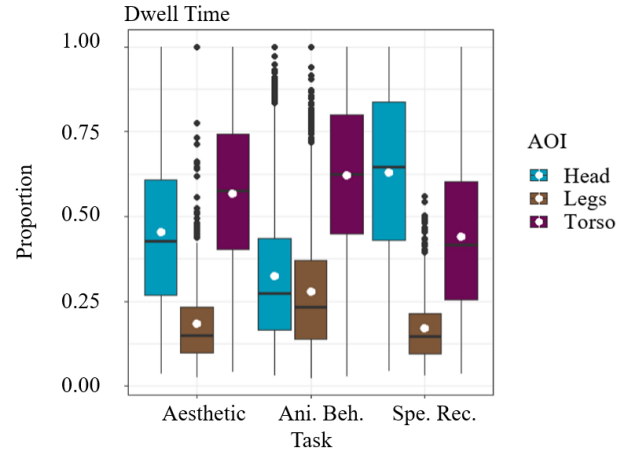 Dwell Time
1.00
0.75
0.50
0.25
0.00
Proportion
Aesthetic Ani. Beh. Spe. Rec.
Task
AOI
Head
Legs
Torso